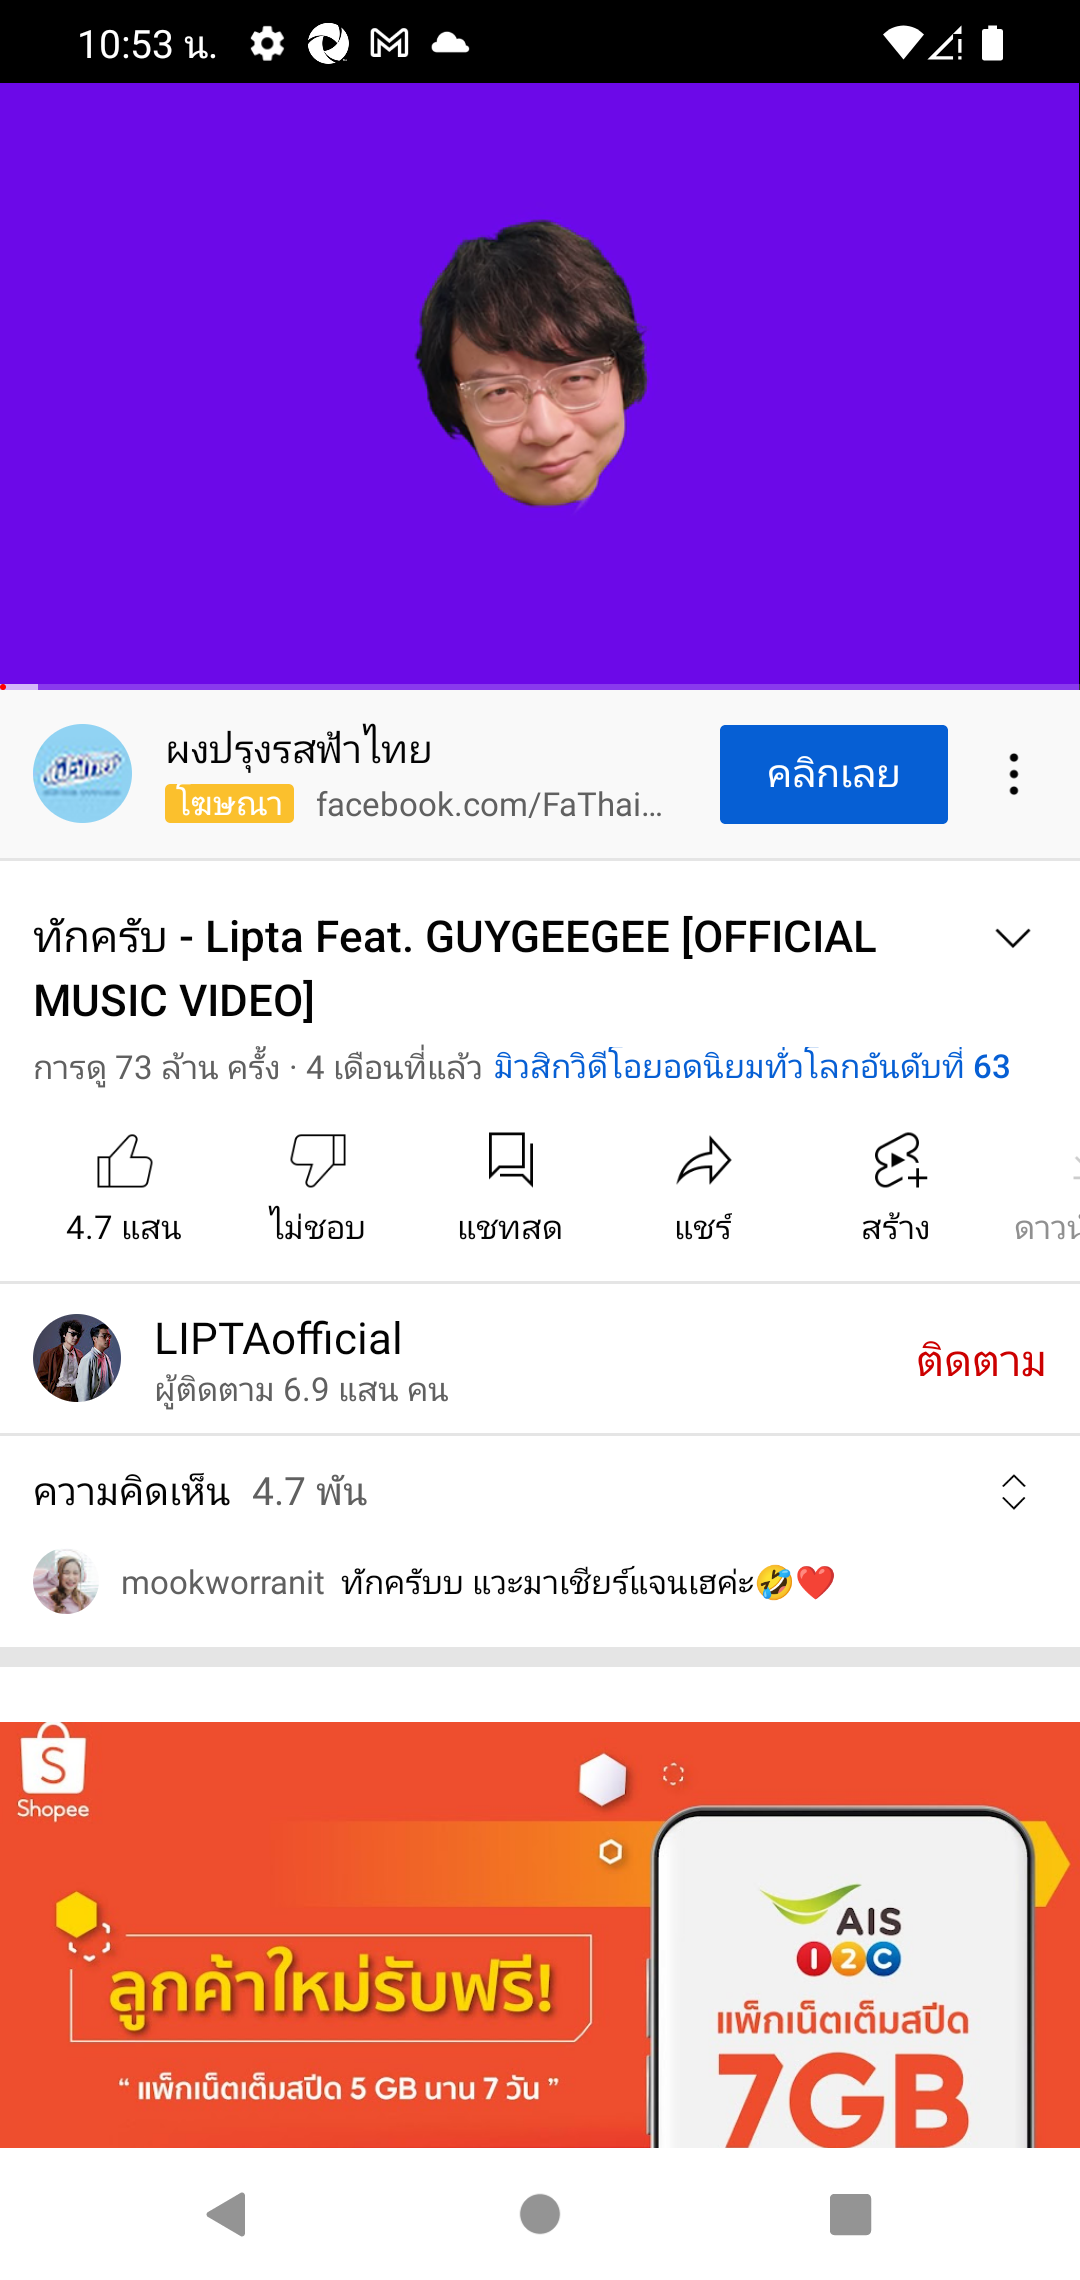 10:53 น.
ผงปรุงรสฟ้าไทย
คลิกเลย
โฆษณา facebook.com/FaThai...
ทักครับ - Lipta Feat. GUYGEEGEE [OFFICIAL
MUSIC VIDEO]
การดู 73 ล้าน ครั้ง · 4 เดือนที่แล้ว มิวสิกวิดีโอยอดนิยมทั่วโลกอันดับที่ 63
4.7 แสน ไม่ชอบ แชทสด แชร์ สร้าง
LIPTAofficial
ติดตาม
ผู้ติดตาม 6.9 แสน คน
ความคิดเห็น 4.7 พัน
mookworranit ทักครับบ แวะมาเชียร์แจนเฮค่ะ🤣❤️
S
Shopee
AIS
I2C
ลูกค้าใหม่รับฟรี!
แพ็กเน็ตเต็มสปีด
“ แพ็กเน็ตเต็มสปีด 5 GB นาน 7 วัน ”
7GB